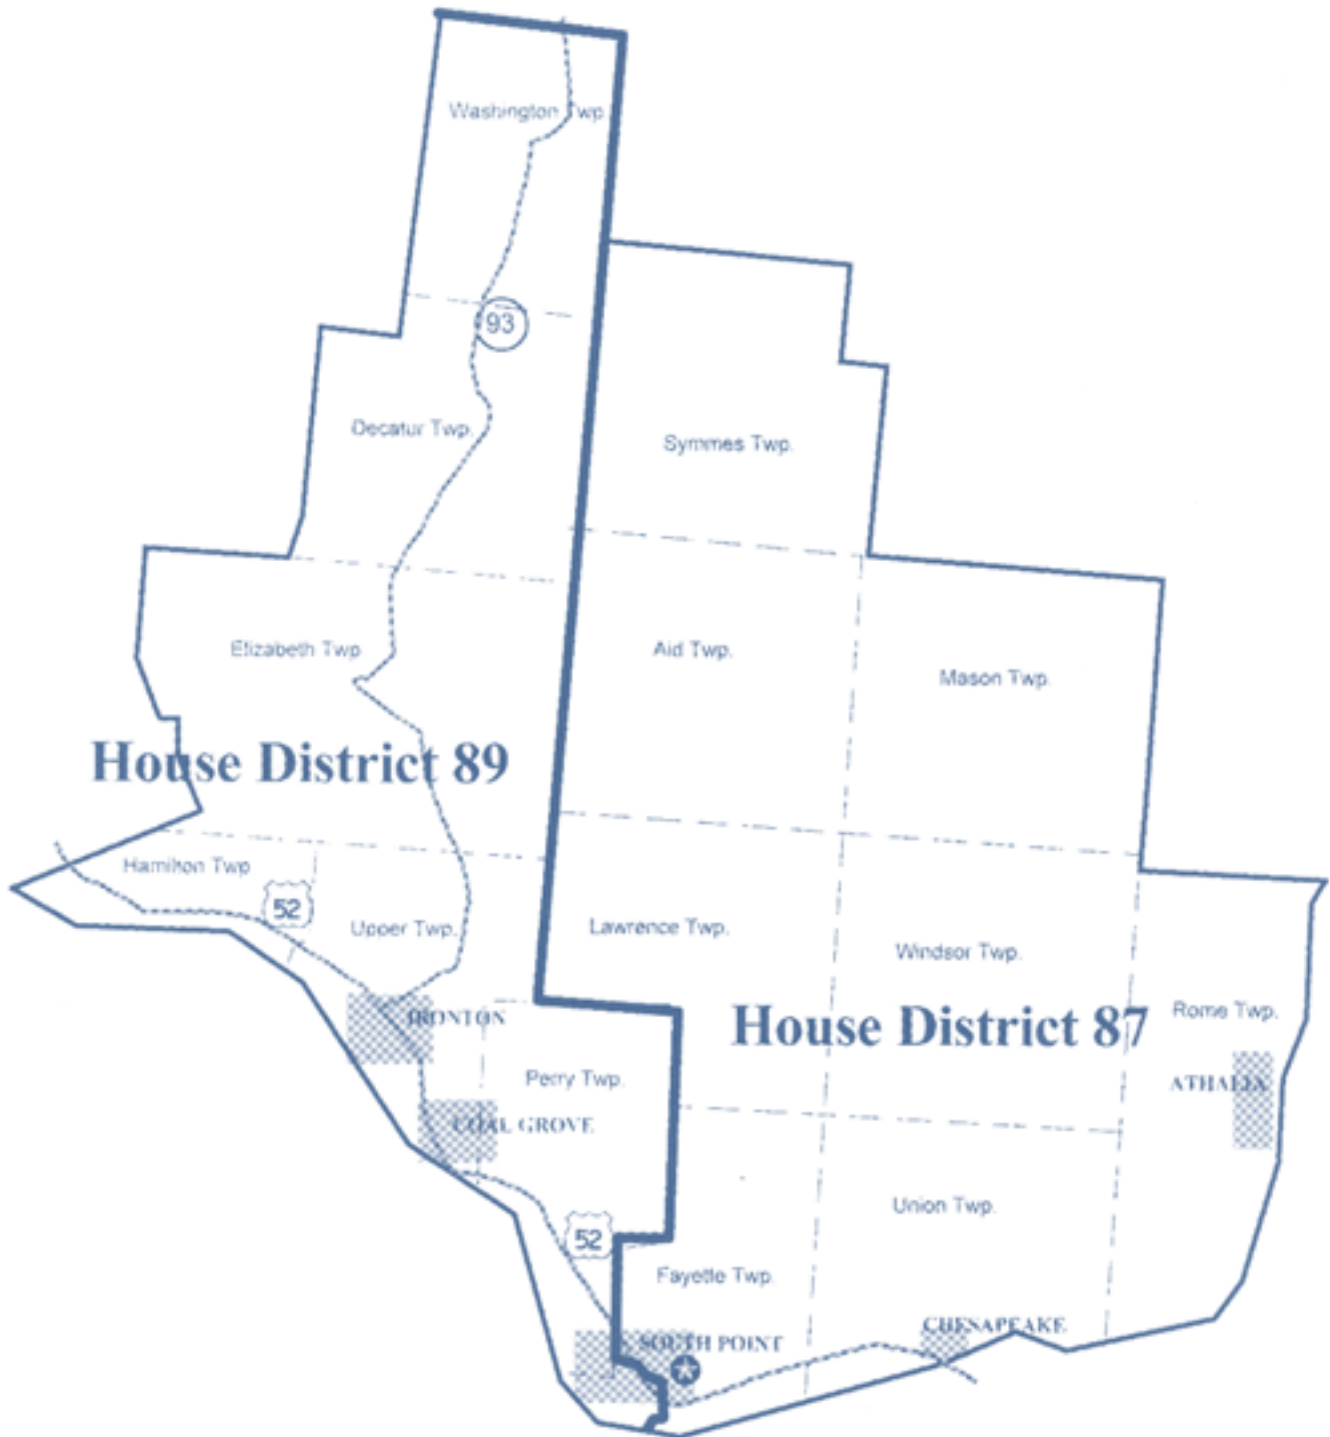 Washington Twp
93
Decatur Twp.
Symmes Twp.
Elizabeth Twp
Aid Twp.
Mason Twp.
House District 89
Hamilton Twp
52
Upper Twp.
Lawrence Twp.
Windsor Twp.
IRONTON
House District 87
Rome Twp.
Perry Twp.
ATHALIA
COAL GROVE
Union Twp.
52
Fayette Twp.
CHESAPEAKE
SOUTH POINT